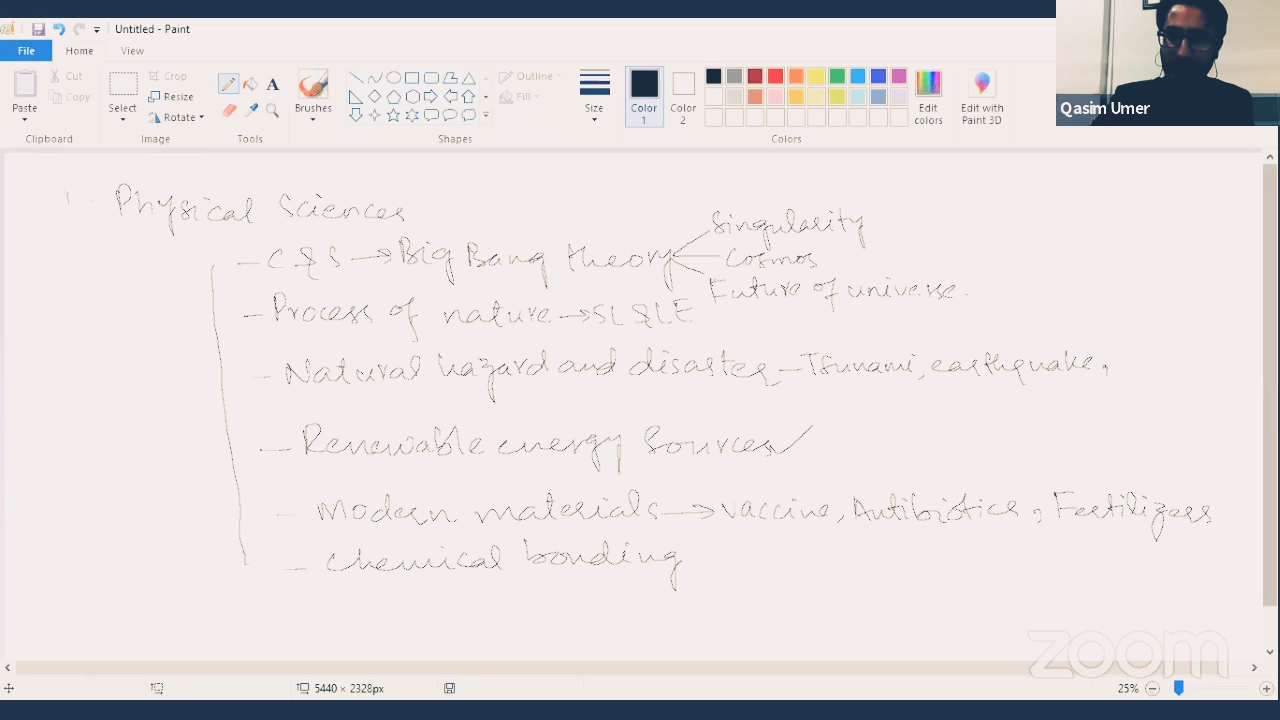 Untitled - Paint
File Home View
Paste Cut Copy Select Crop Resize Rotate Brushes Outline Fill Size Color 1 Color 2 Edit colors Edit with Paint 3D
Clipboard Image Tools Shapes Colors
Qasim Umer
1. Physical Sciences
- C & S → Big Bang theory
Singularity
Cosmos
Future of universe.
- Process of nature → SL & LE
- Natural hazard and disaster - Tsunami, earthquake,
- Renewable energy Sources ✓
- Modern materials → vaccine, Antibiotics, Fertilizers
- Chemical bonding
zoom
5440 × 2328px 25%